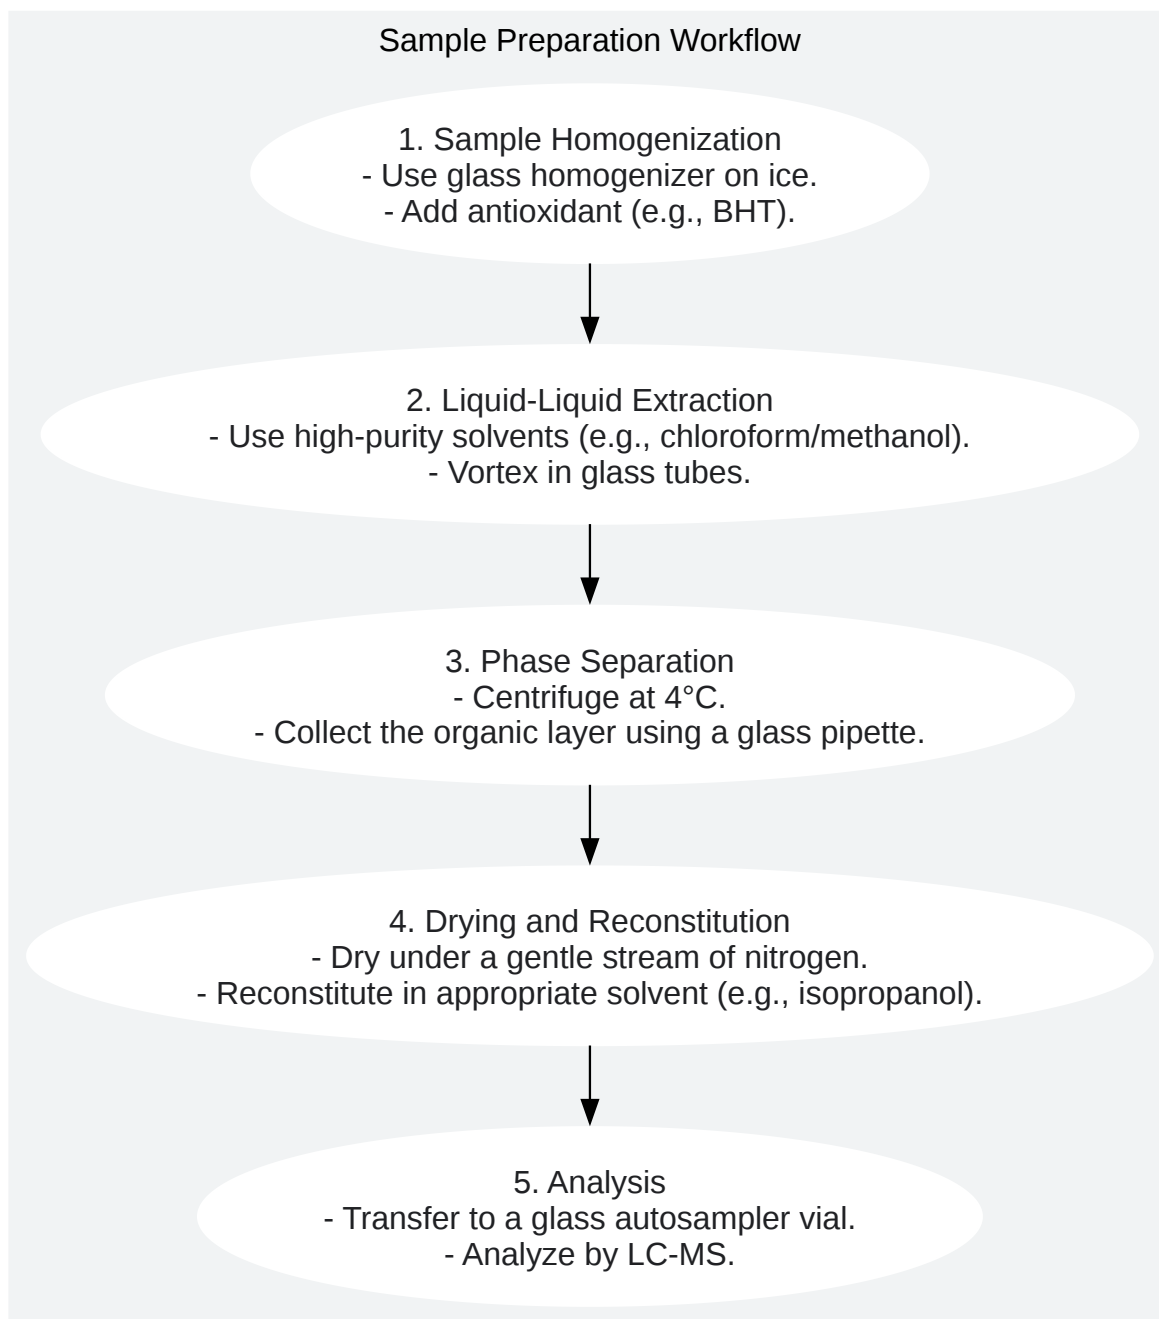 Sample Preparation Workflow
1. Sample Homogenization
- Use glass homogenizer on ice.
- Add antioxidant (e.g., BHT).
2. Liquid-Liquid Extraction
- Use high-purity solvents (e.g., chloroform/methanol).
- Vortex in glass tubes.
3. Phase Separation
- Centrifuge at 4°C.
- Collect the organic layer using a glass pipette.
4. Drying and Reconstitution
- Dry under a gentle stream of nitrogen.
- Reconstitute in appropriate solvent (e.g., isopropanol).
5. Analysis
- Transfer to a glass autosampler vial.
- Analyze by LC-MS.